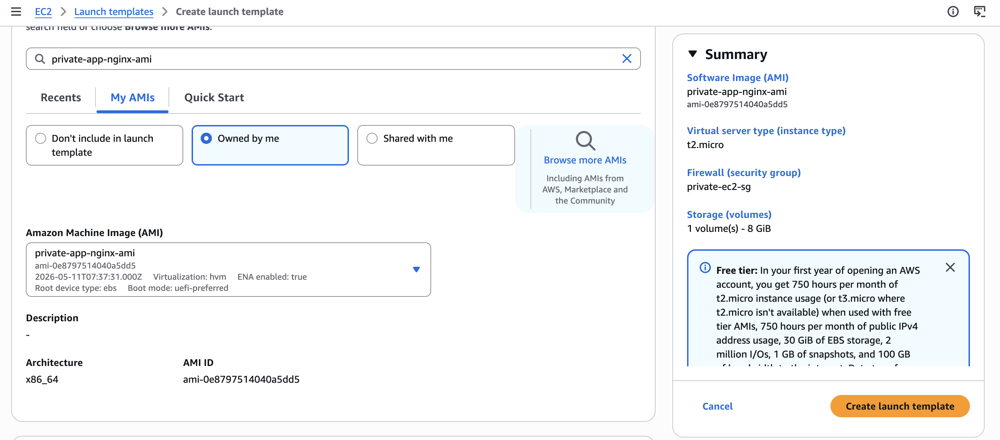 EC2 > Launch templates > Create launch template
search field or choose Browse more AMIs.
private-app-nginx-ami
Recents
My AMIs
Quick Start
Don't include in launch
template
Owned by me
Shared with me
Browse more AMIs
Including AMIs from
AWS, Marketplace and
the Community
Amazon Machine Image (AMI)
private-app-nginx-ami
ami-0e8797514040a5dd5
2026-05-11T07:37:31.000Z Virtualization: hvm ENA enabled: true
Root device type: ebs Boot mode: uefi-preferred
Description
-
Architecture
AMI ID
x86_64
ami-0e8797514040a5dd5
Summary
Software Image (AMI)
private-app-nginx-ami
ami-0e8797514040a5dd5
Virtual server type (instance type)
t2.micro
Firewall (security group)
private-ec2-sg
Storage (volumes)
1 volume(s) - 8 GiB
Free tier: In your first year of opening an AWS
account, you get 750 hours per month of
t2.micro instance usage (or t3.micro where
t2.micro isn't available) when used with free
tier AMIs, 750 hours per month of public IPv4
address usage, 30 GiB of EBS storage, 2
million I/Os, 1 GB of snapshots, and 100 GB
Cancel
Create launch template